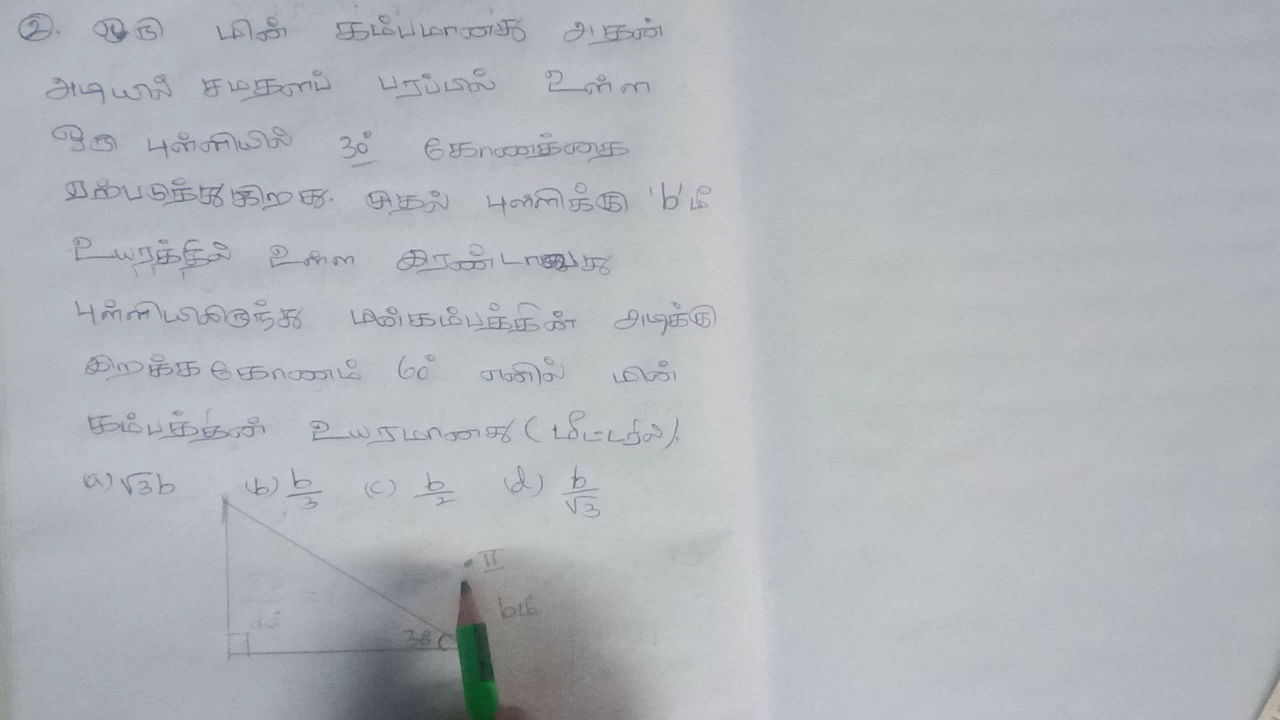 2. ஒரு மின் கம்பமானது அதன்
அடியில் சமதளப் பரப்பில் உள்ள
ஒரு புள்ளியில் 30° கோணத்தை
ஏற்படுத்துகிறது. முதல் புள்ளிக்கு 'b' மீ
உயரத்தில் உள்ள இரண்டாவது
புள்ளியிலிருந்து மின்கம்பத்தின் அடிக்கு
இறக்ககோணம் 60° எனில் மின்
கம்பத்தின் உயரமானது (மீட்டரில்).
a) √3b (b) b/3 (c) b/2 (d) b/√3
II
bமீ
30